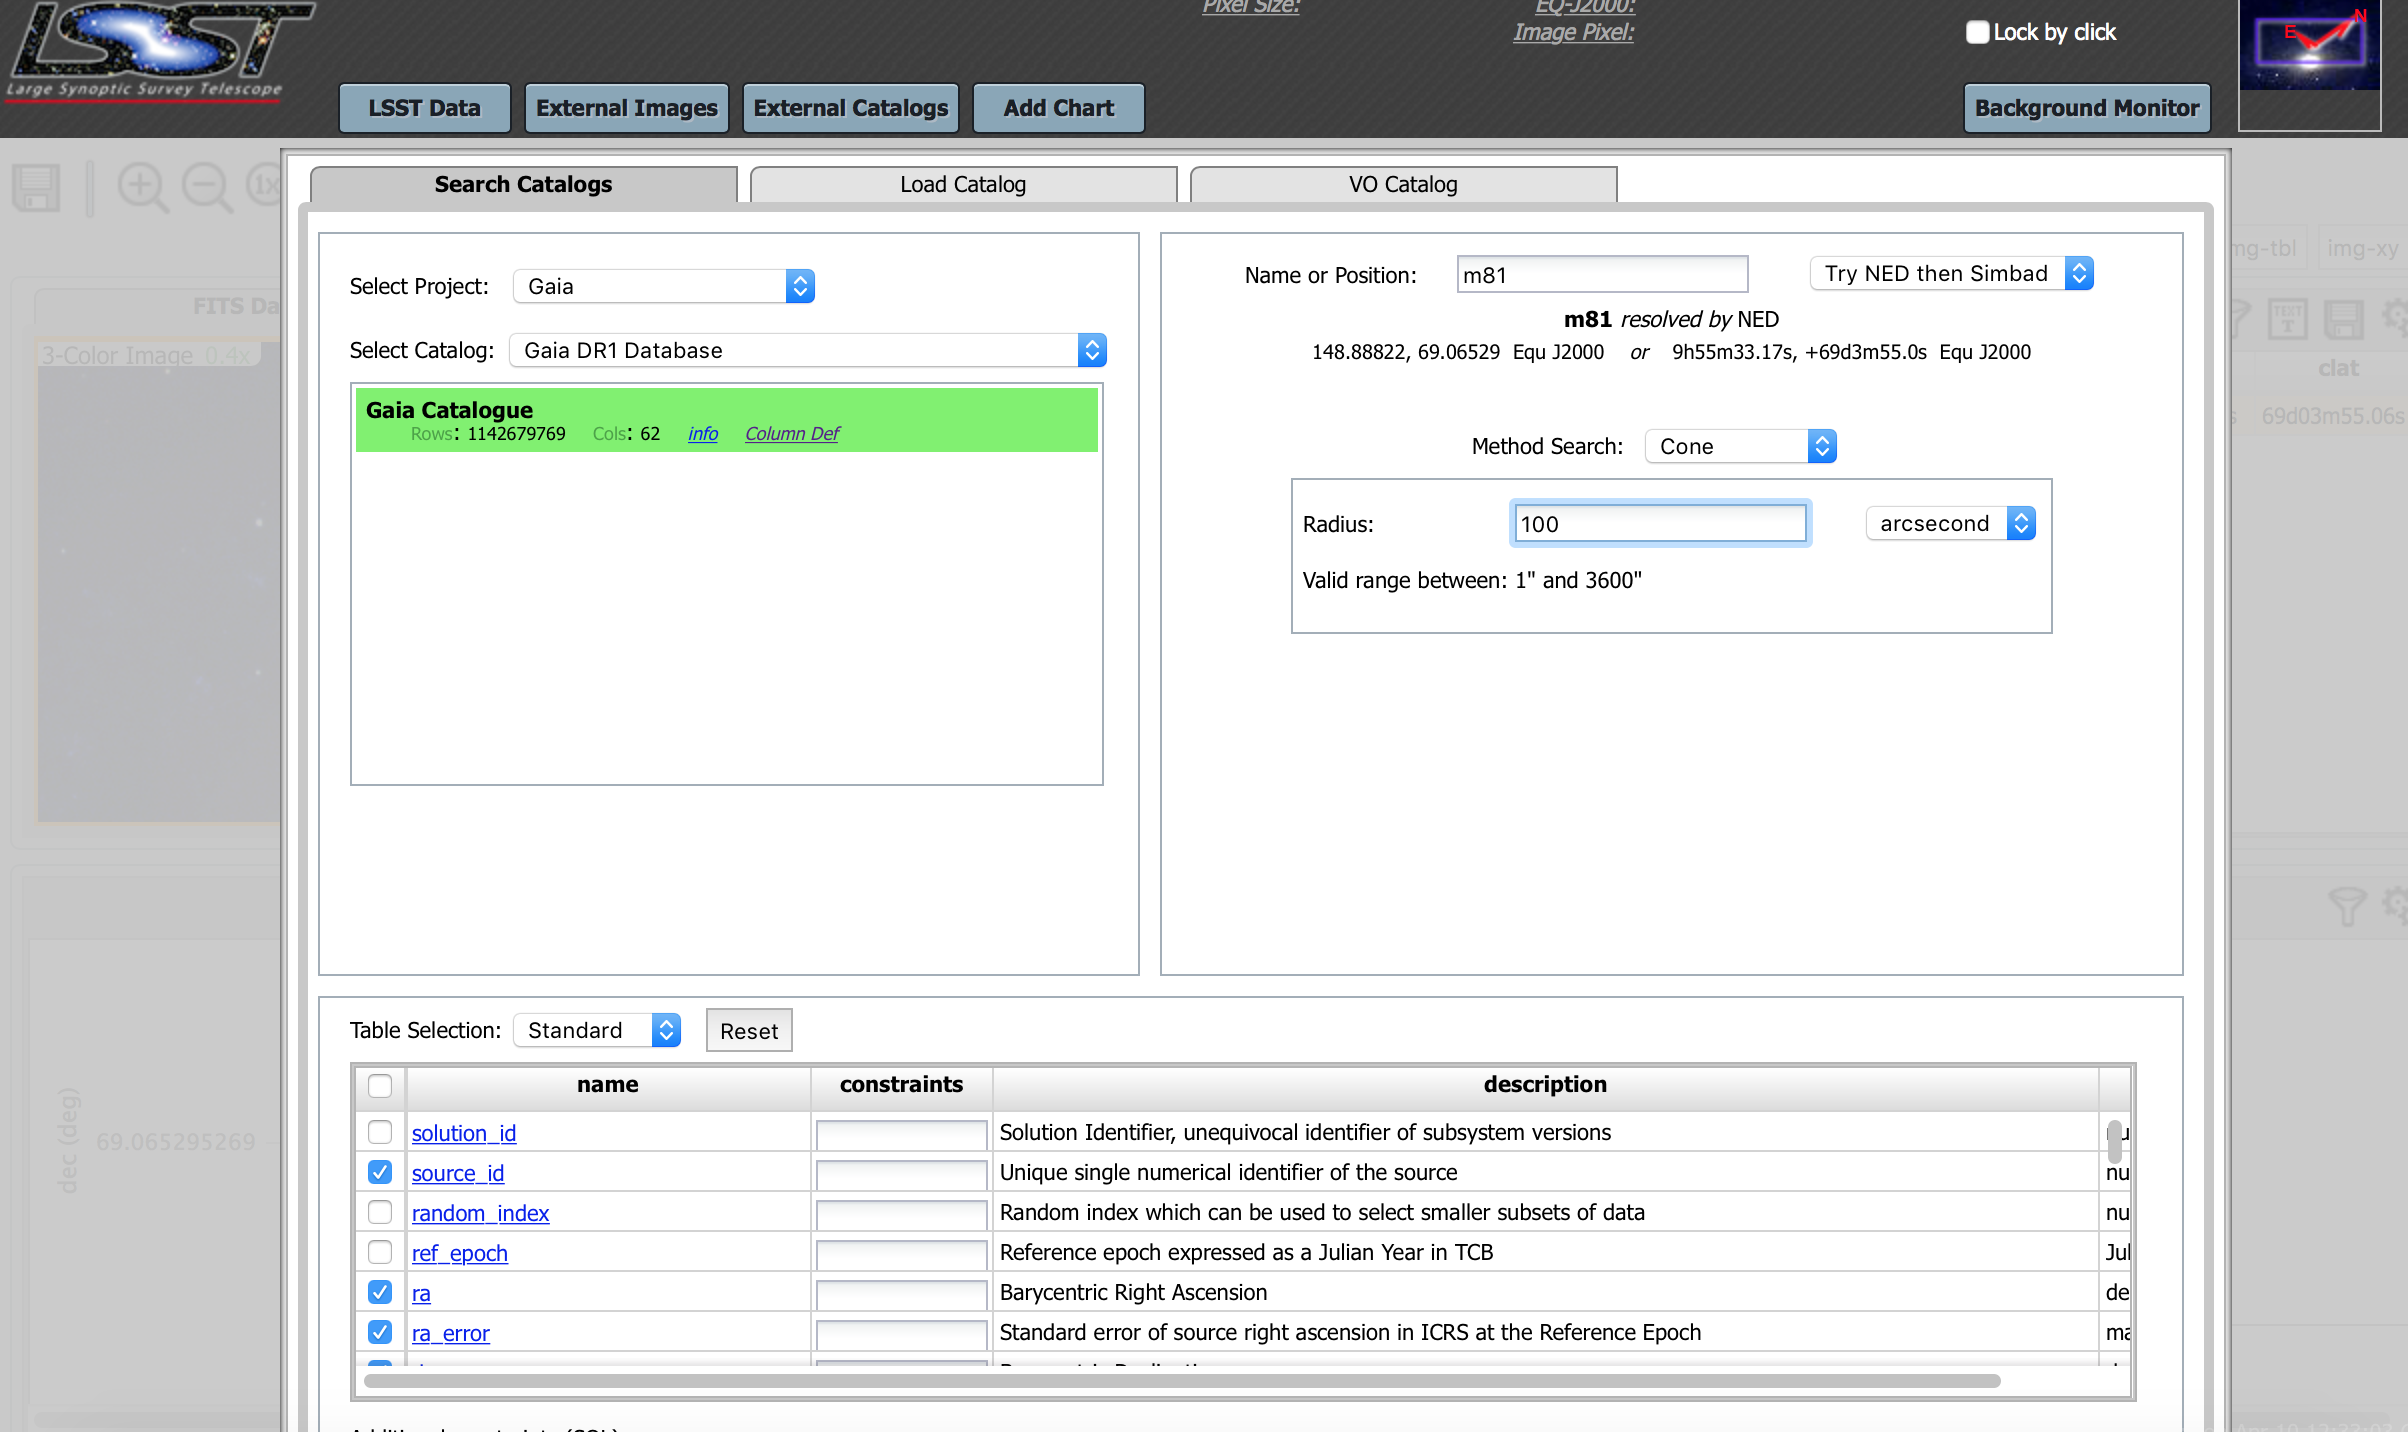 Pixel Size:
EQ-J2000:
Image Pixel:
Lock by click
LSST
Large Synoptic Survey Telescope
LSST Data
External Images
External Catalogs
Add Chart
Background Monitor
E
N
Search Catalogs
Load Catalog
VO Catalog
1x
img-xy
FITS Da
3-Color Image 0.4x
TEXT
clat
69d03m55.06s
Select Project:
Gaia
Select Catalog:
Gaia DR1 Database
Gaia Catalogue
Rows: 1142679769 Cols: 62 info Column Def
Name or Position:
m81
Try NED then Simbad
m81 resolved by NED
148.88822, 69.06529 Equ J2000 or 9h55m33.17s, +69d3m55.0s Equ J2000
Method Search:
Cone
Radius:
100
arcsecond
Valid range between: 1" and 3600"
dec (deg)
69.065295269
Table Selection:
Standard
Reset
name constraints description
solution_id Solution Identifier, unequivocal identifier of subsystem versions
source_id Unique single numerical identifier of the source nu
random_index Random index which can be used to select smaller subsets of data nu
ref_epoch Reference epoch expressed as a Julian Year in TCB Jul
ra Barycentric Right Ascension de
ra_error Standard error of source right ascension in ICRS at the Reference Epoch ma